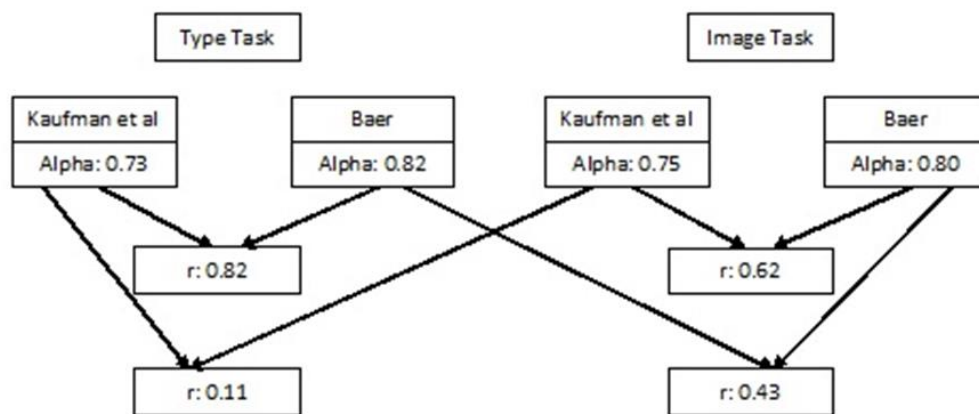 Type Task
Image Task
Kaufman et al
Baer
Kaufman et al
Baer
Alpha: 0.73
Alpha: 0.82
Alpha: 0.75
Alpha: 0.80
r: 0.82
r: 0.62
r: 0.11
r: 0.43